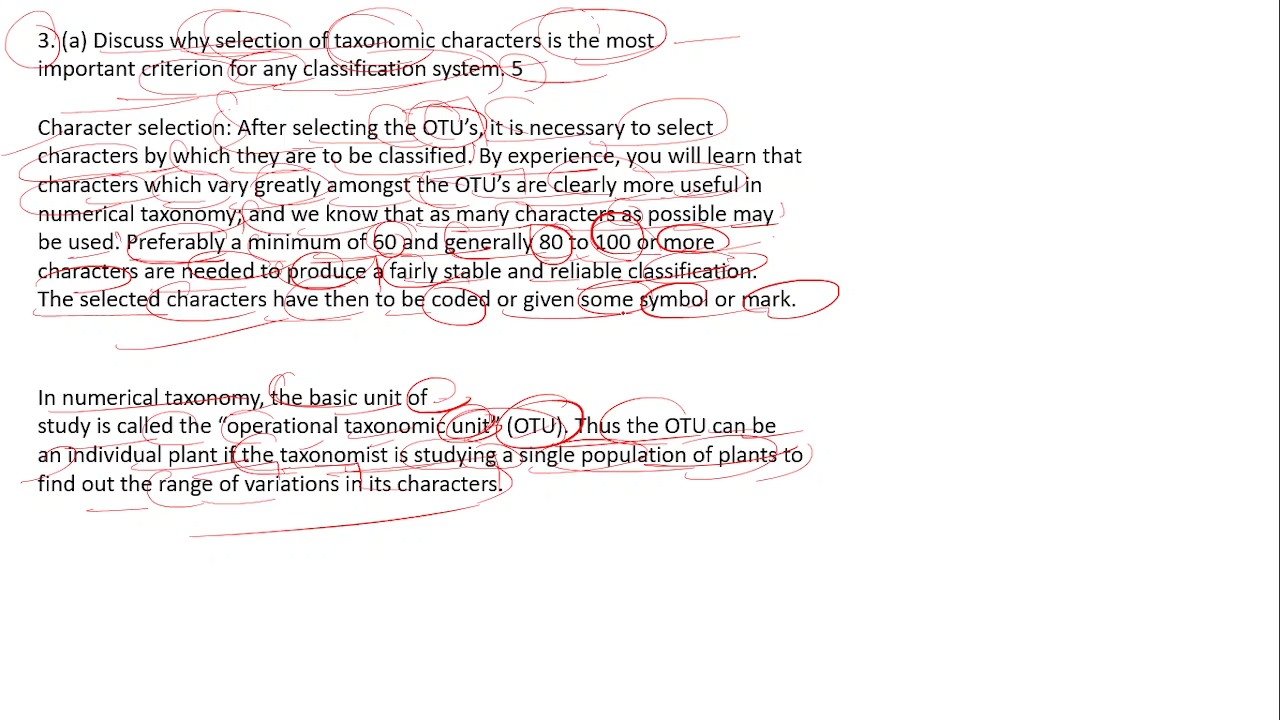 3. (a) Discuss why selection of taxonomic characters is the most
important criterion for any classification system. 5
Character selection: After selecting the OTU’s, it is necessary to select
characters by which they are to be classified. By experience, you will learn that
characters which vary greatly amongst the OTU’s are clearly more useful in
numerical taxonomy; and we know that as many characters as possible may
be used. Preferably a minimum of 60 and generally 80 to 100 or more
characters are needed to produce a fairly stable and reliable classification.
The selected characters have then to be coded or given some symbol or mark.
In numerical taxonomy, the basic unit of
study is called the “operational taxonomic unit” (OTU). Thus the OTU can be
an individual plant if the taxonomist is studying a single population of plants to
find out the range of variations in its characters.